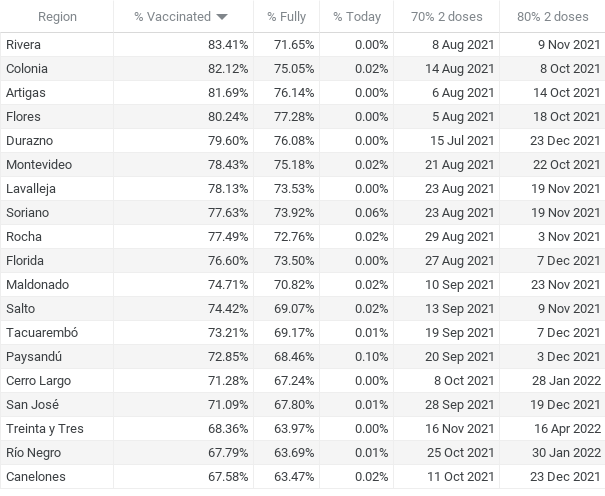 Region % Vaccinated % Fully % Today 70% 2 doses 80% 2 doses
Rivera 83.41% 71.65% 0.00% 8 Aug 2021 9 Nov 2021
Colonia 82.12% 75.05% 0.02% 14 Aug 2021 8 Oct 2021
Artigas 81.69% 76.14% 0.00% 6 Aug 2021 14 Oct 2021
Flores 80.24% 77.28% 0.00% 5 Aug 2021 18 Oct 2021
Durazno 79.60% 76.08% 0.00% 15 Jul 2021 23 Dec 2021
Montevideo 78.43% 75.18% 0.02% 21 Aug 2021 22 Oct 2021
Lavalleja 78.13% 73.53% 0.00% 23 Aug 2021 19 Nov 2021
Soriano 77.63% 73.92% 0.06% 23 Aug 2021 19 Nov 2021
Rocha 77.49% 72.76% 0.02% 29 Aug 2021 3 Nov 2021
Florida 76.60% 73.50% 0.00% 27 Aug 2021 7 Dec 2021
Maldonado 74.71% 70.82% 0.02% 10 Sep 2021 23 Nov 2021
Salto 74.42% 69.07% 0.02% 13 Sep 2021 9 Nov 2021
Tacuarembó 73.21% 69.17% 0.01% 19 Sep 2021 7 Dec 2021
Paysandú 72.85% 68.46% 0.10% 20 Sep 2021 3 Dec 2021
Cerro Largo 71.28% 67.24% 0.00% 8 Oct 2021 28 Jan 2022
San José 71.09% 67.80% 0.01% 28 Sep 2021 19 Dec 2021
Treinta y Tres 68.36% 63.97% 0.00% 16 Nov 2021 16 Apr 2022
Río Negro 67.79% 63.69% 0.01% 25 Oct 2021 30 Jan 2022
Canelones 67.58% 63.47% 0.02% 11 Oct 2021 23 Dec 2021